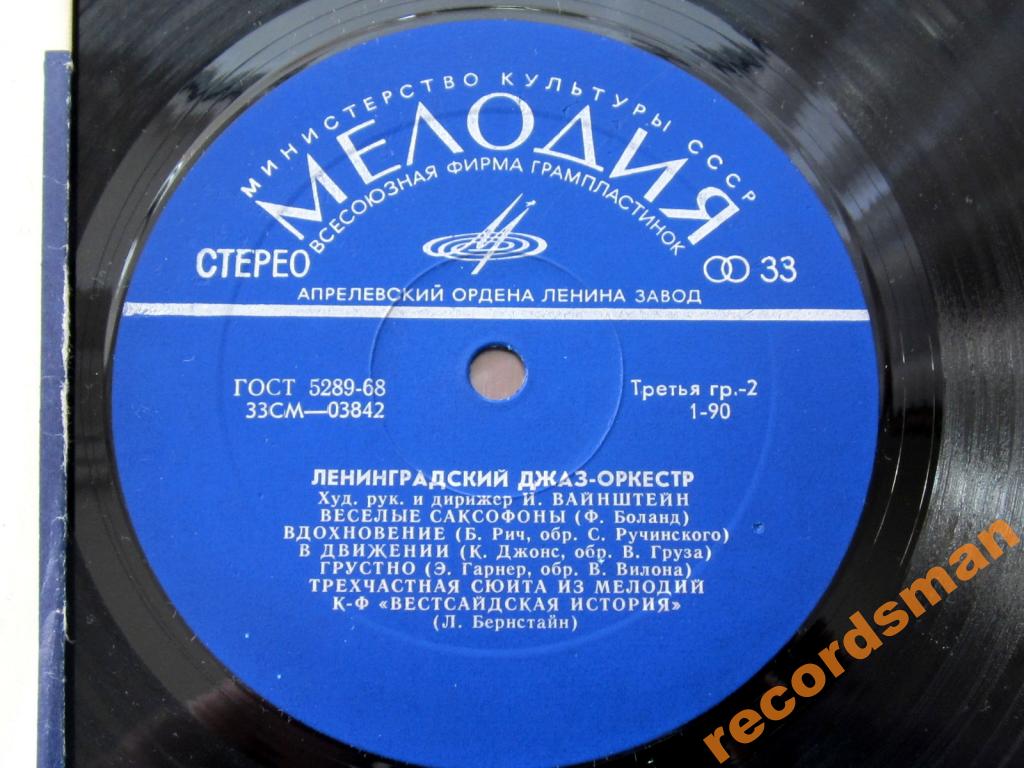 МИНИСТЕРСТВО КУЛЬТУРЫ СССР
МЕЛОДИЯ
ВСЕСОЮЗНАЯ ФИРМА ГРАМПЛАСТИНОК
СТЕРЕО
33
АПРЕЛЕВСКИЙ ОРДЕНА ЛЕНИНА ЗАВОД
ГОСТ 5289-68
Третья гр.-2
33СМ—03842
1-90
ЛЕНИНГРАДСКИЙ ДЖАЗ-ОРКЕСТР
Худ. рук. и дирижер И. ВАЙНШТЕЙН
ВЕСЕЛЫЕ САКСОФОНЫ (Ф. Боланд)
ВДОХНОВЕНИЕ (Б. Рич, обр. С. Ручинского)
В ДВИЖЕНИИ (К. Джонс, обр. В. Груза)
ГРУСТНО (Э. Гарнер, обр. В. Вилона)
ТРЕХЧАСТНАЯ СЮИТА ИЗ МЕЛОДИЙ
К-Ф «ВЕСТСАЙДСКАЯ ИСТОРИЯ»
(Л. Бернстайн)
recordsman